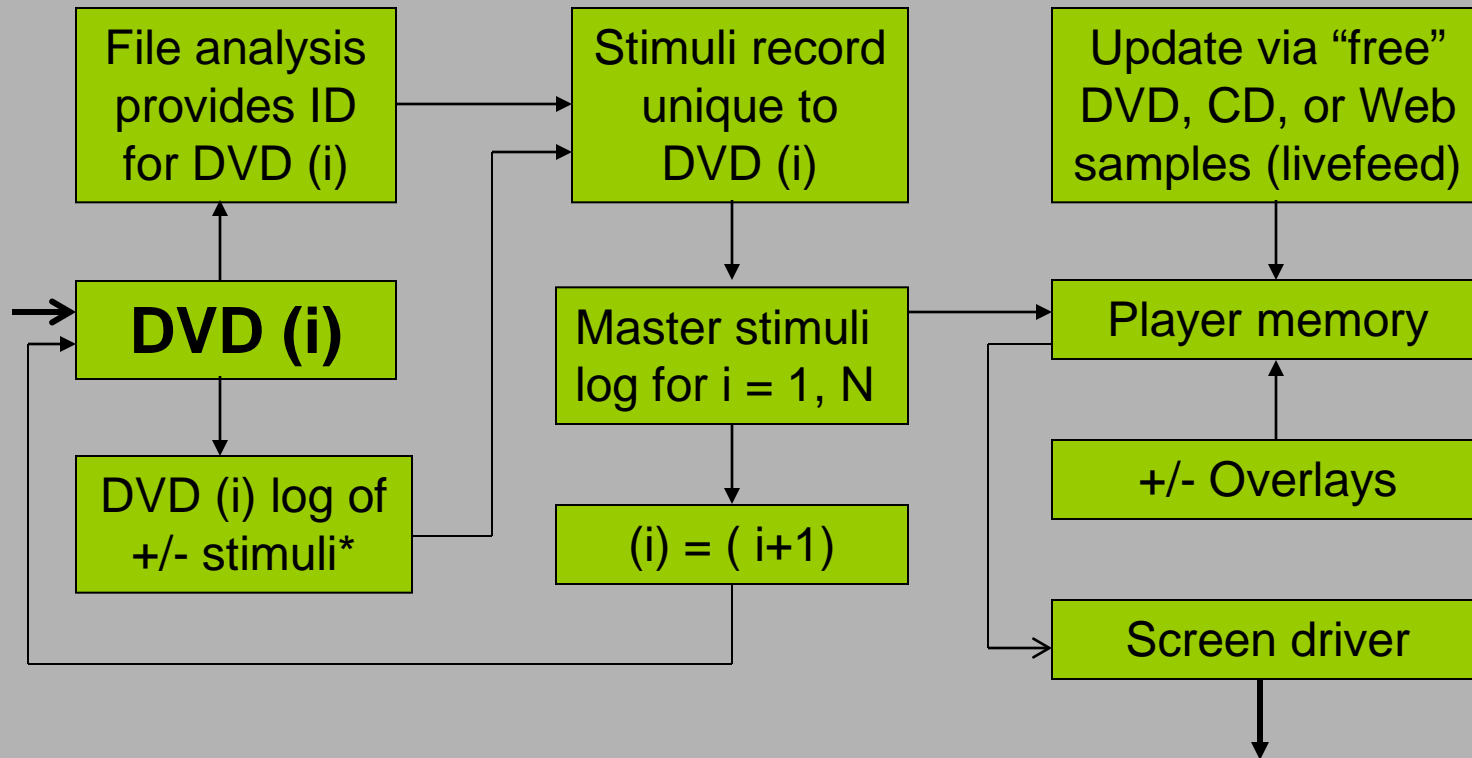 File analysis
provides ID
for DVD (i)
Stimuli record
unique to
DVD (i)
Update via “free”
DVD, CD, or Web
samples (livefeed)
DVD (i)
Master stimuli
log for i = 1, N
Player memory
DVD (i) log of
+/- stimuli*
(i) = ( i+1)
+/- Overlays
Screen driver